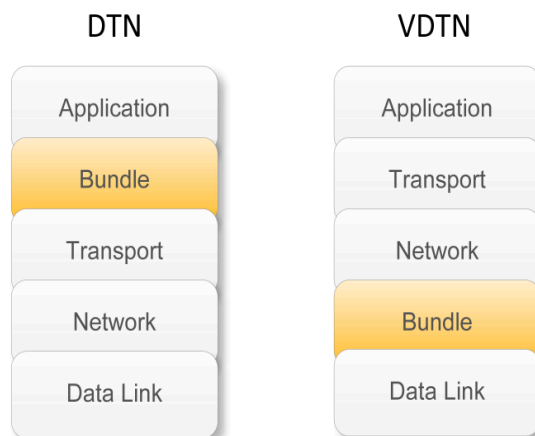 DTN
Application
Bundle
Transport
Network
Data Link
VDTN
Application
Transport
Network
Bundle
Data Link